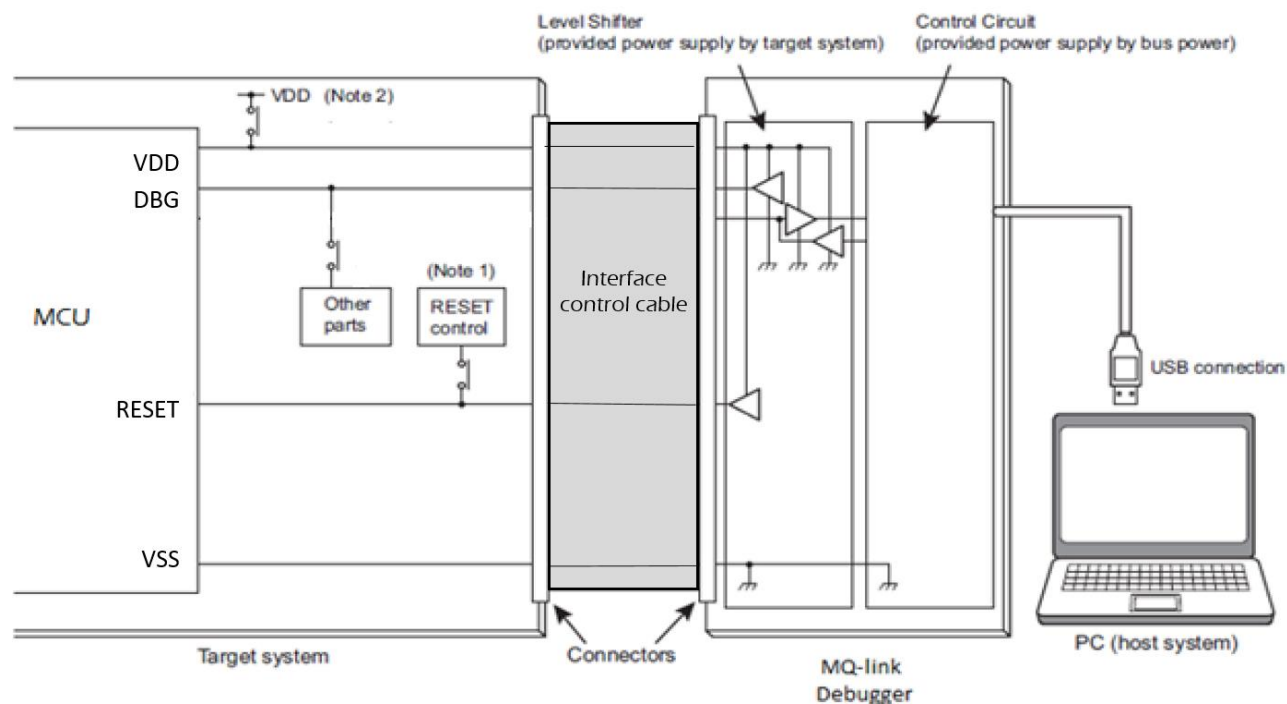 Level Shifter
(provided power supply by target system)
Control Circuit
(provided power supply by bus power)
VDD (Note 2)
VDD
DBG
(Note 1)
Other
parts
RESET
control
MCU
RESET
VSS
Interface
control cable
USB connection
Target system
Connectors
MQ-link
Debugger
PC (host system)